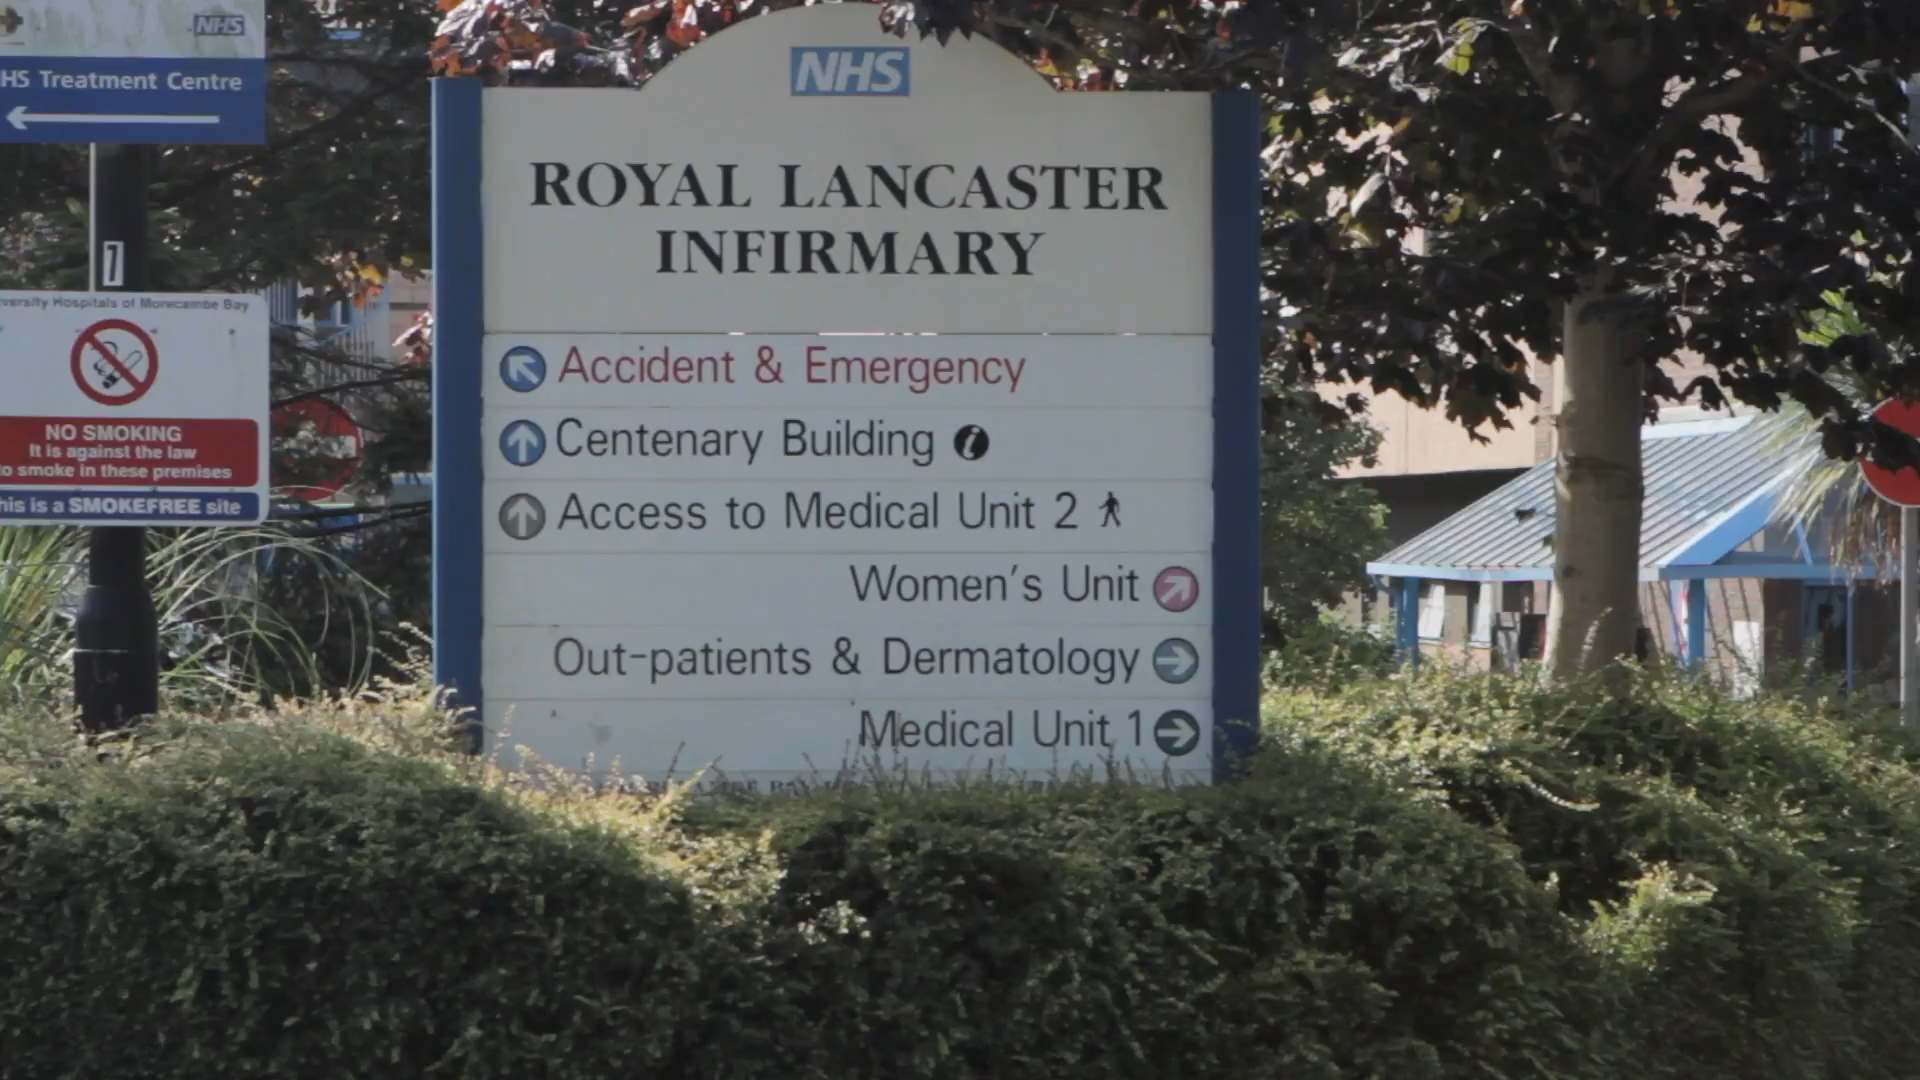 NHS
HS Treatment Centre
7
versity Hospitals of Morecambe Bay
NO SMOKING
It is against the law
to smoke in these premises
his is a SMOKEFREE site
NHS
ROYAL LANCASTER
INFIRMARY
Accident & Emergency
Centenary Building i
Access to Medical Unit 2
Women's Unit
Out-patients & Dermatology
Medical Unit 1